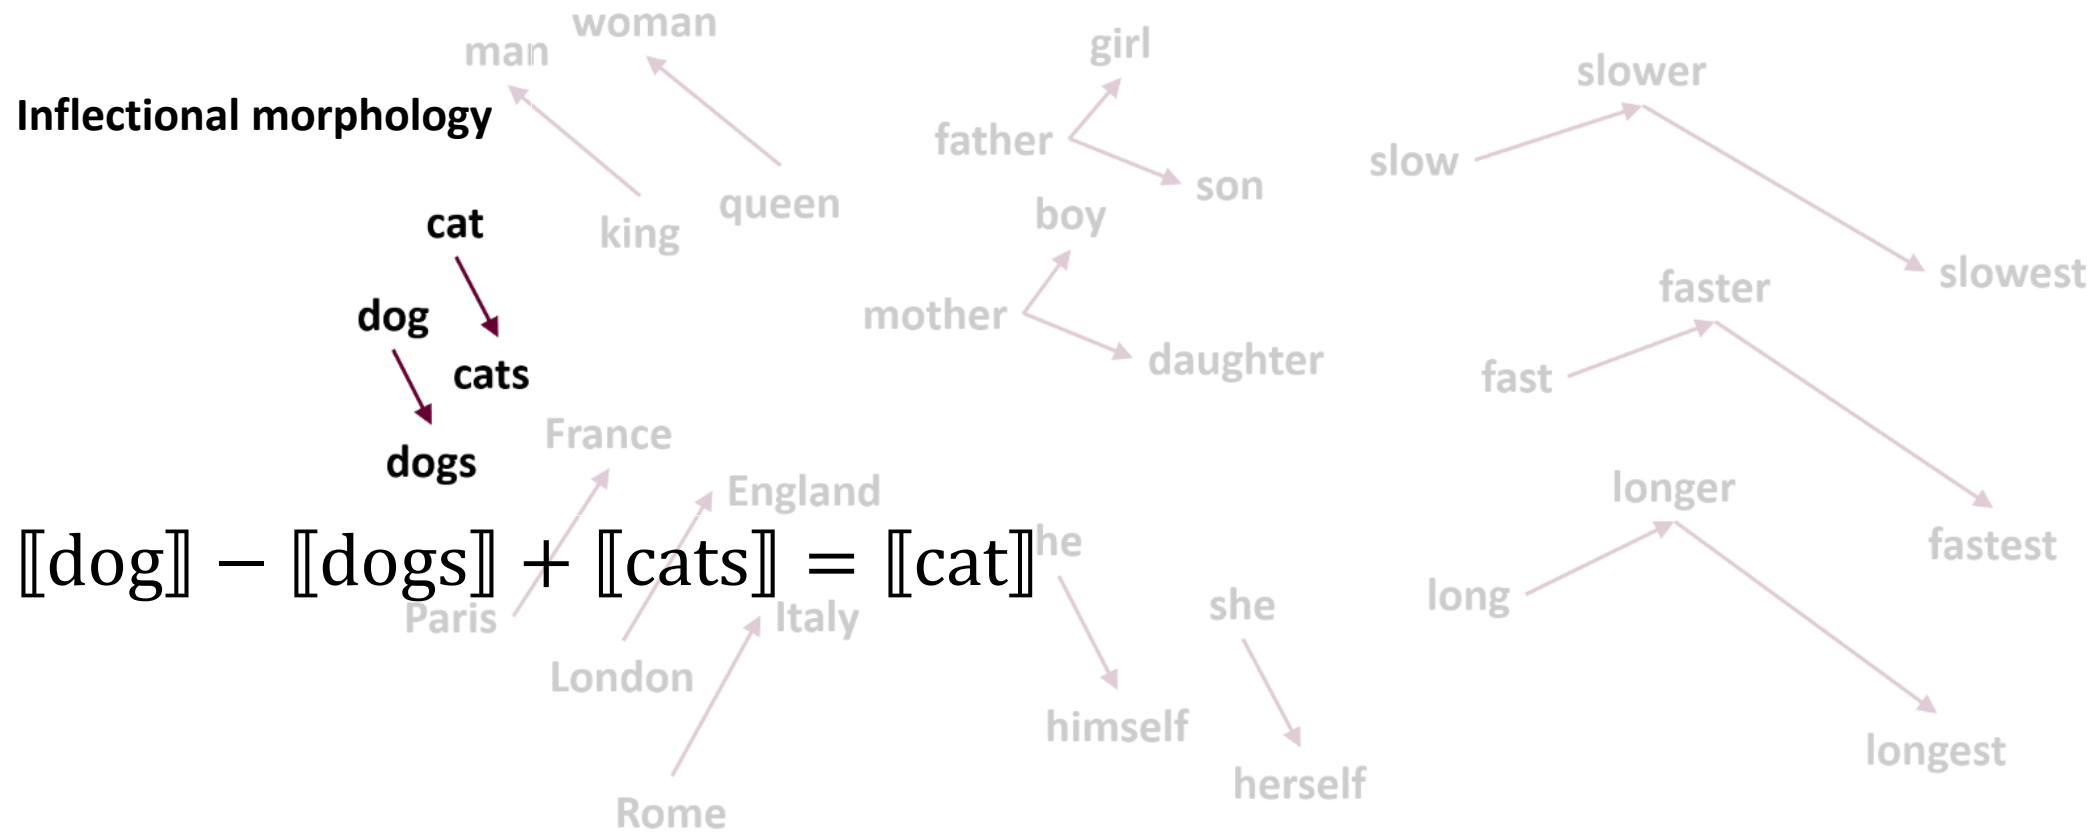 woman
man
girl
slower
Inflectional morphology
father
slow
son
queen
boy
king
cat
slowest
faster
dog
mother
daughter
cats
fast
France
dogs
England
longer
he
fastest
⟦dog⟧ − ⟦dogs⟧ + ⟦cats⟧ = ⟦cat⟧
long
she
Paris
Italy
London
himself
longest
herself
Rome